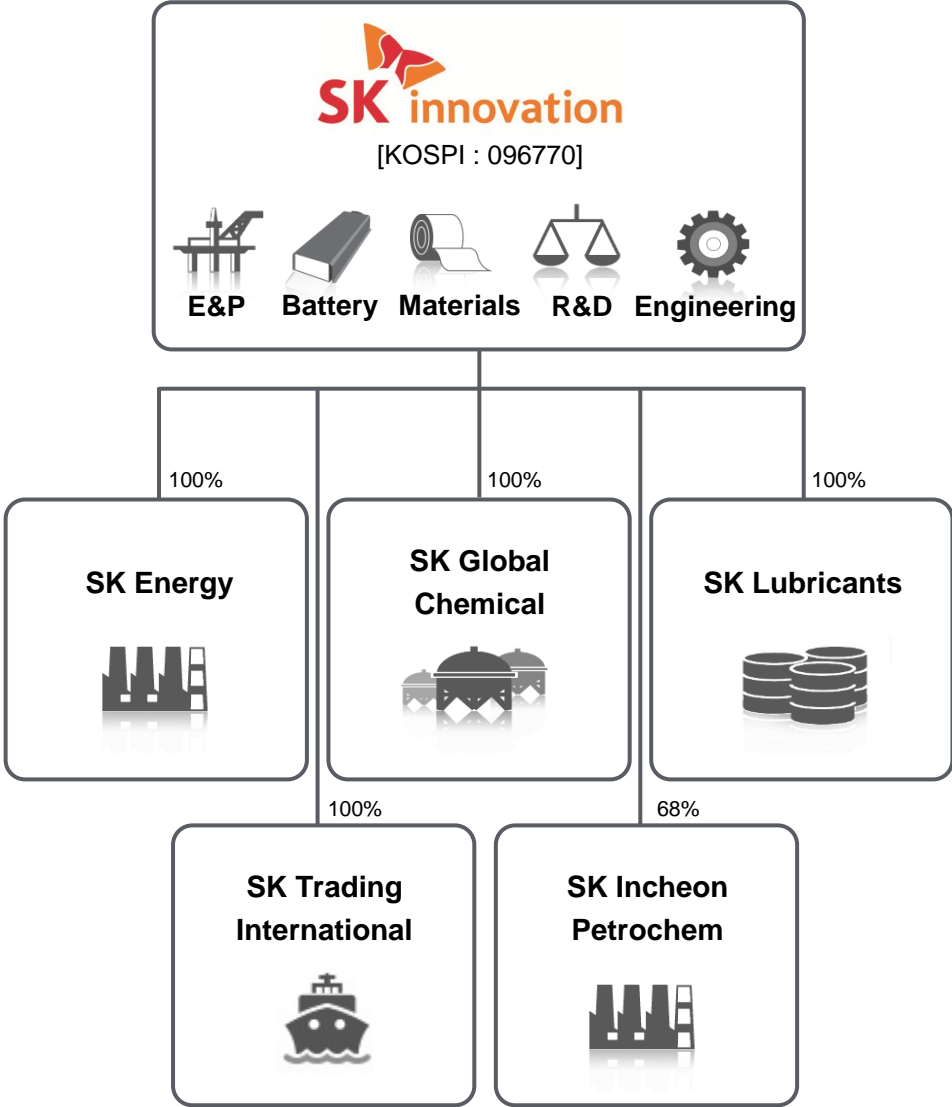 SK innovation
[KOSPI : 096770]
E&P Battery Materials R&D Engineering
100% 100% 100%
SK Energy
SK Global
Chemical
SK Lubricants
100% 68%
SK Trading
International
SK Incheon
Petrochem